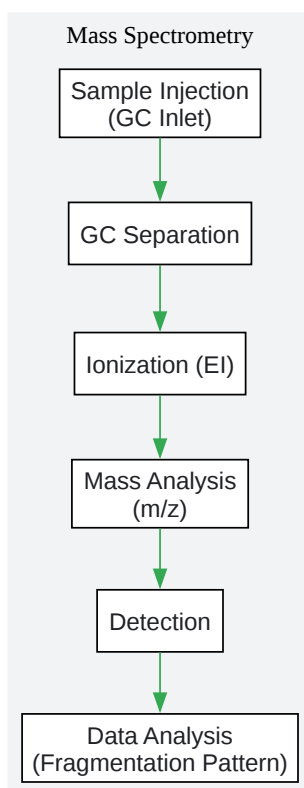 Mass Spectrometry
Sample Injection
(GC Inlet)
GC Separation
Ionization (EI)
Mass Analysis
(m/z)
Detection
Data Analysis
(Fragmentation Pattern)